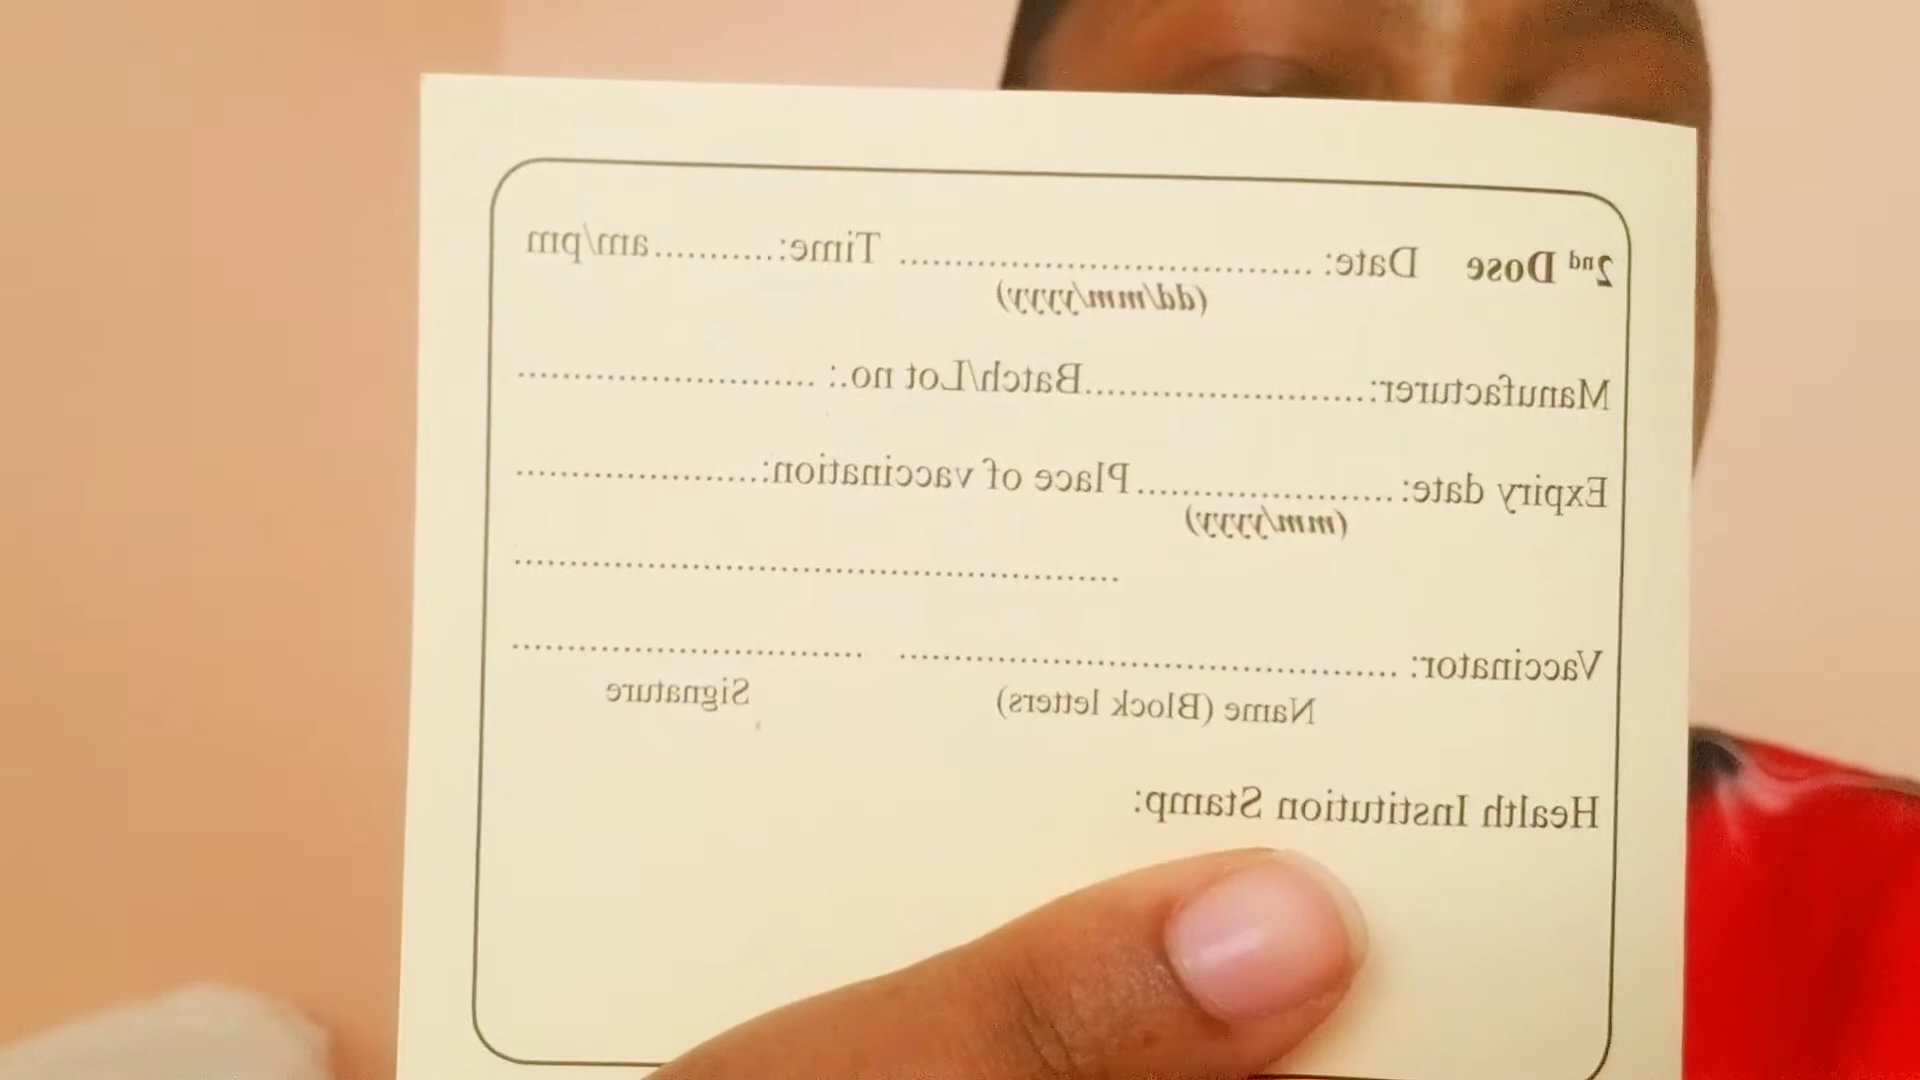 2nd Dose Date: ............................................ Time:.............am/pm
(dd/mm/yyyy)
Manufacturer:..............................Batch/Lot no.: ................................
Expiry date:............................Place of vaccination:..........................
(mm/yyyy)
.................................................................
Vaccinator: ...................................................... ......................................
Name (Block letters) Signature
Health Institution Stamp: